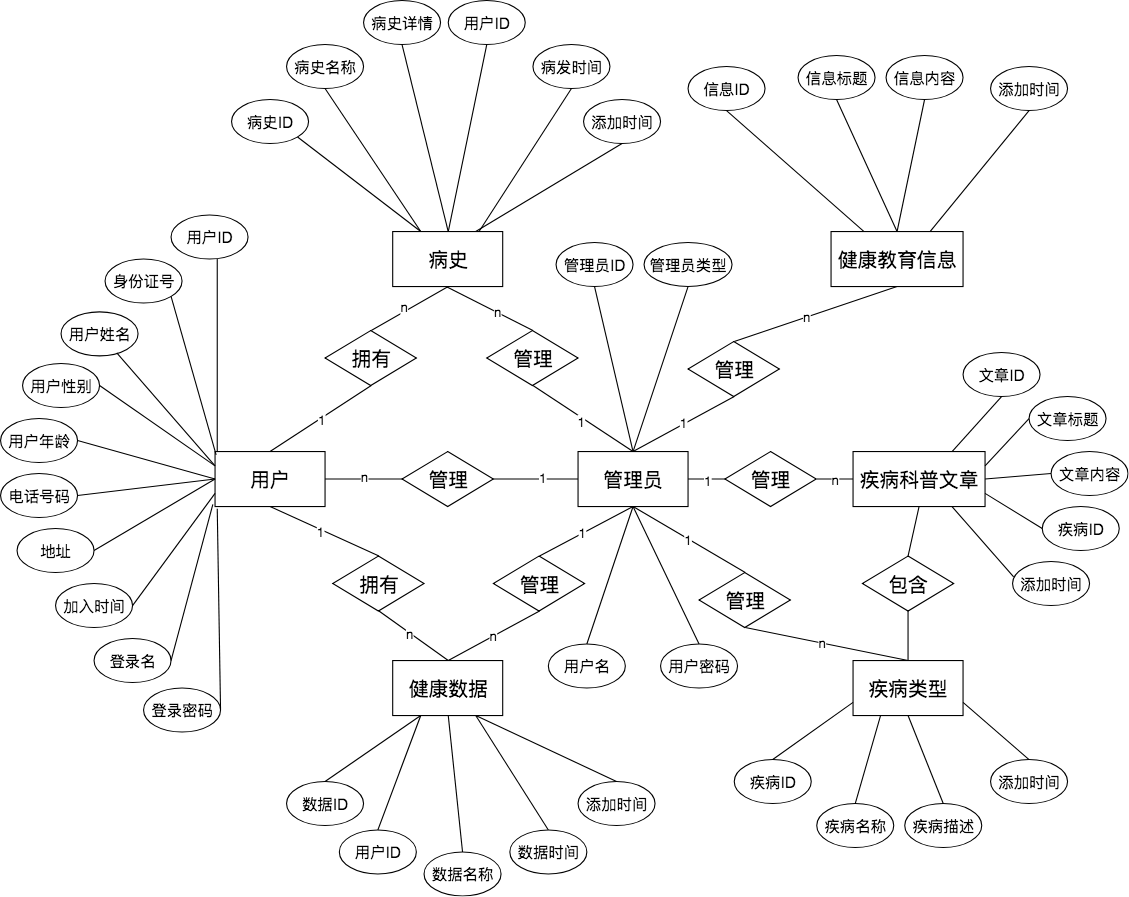 病史详情
用户ID
病史名称
病发时间
病史ID
添加时间
信息ID
信息标题
信息内容
添加时间
用户ID
身份证号
用户姓名
用户性别
用户年龄
电话号码
地址
加入时间
登录名
登录密码
病史
管理员ID
管理员类型
健康教育信息
n
n
n
拥有
管理
管理
1
1
1
文章ID
文章标题
文章内容
疾病ID
添加时间
用户
n
管理
1
管理员
1
管理
n
疾病科普文章
1
1
1
拥有
管理
管理
包含
n
n
n
用户名
用户密码
健康数据
疾病类型
数据ID
用户ID
数据名称
数据时间
添加时间
疾病ID
疾病名称
疾病描述
添加时间